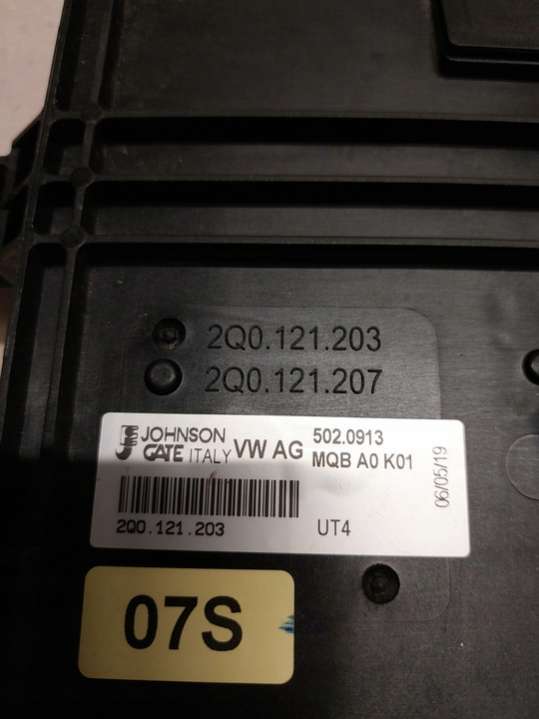 2Q0.121.203
2Q0.121.207
JOHNSON
GATE ITALY
VW AG
502.0913
MQB A0 K01
06/05/19
2Q0.121.203
UT4
07S